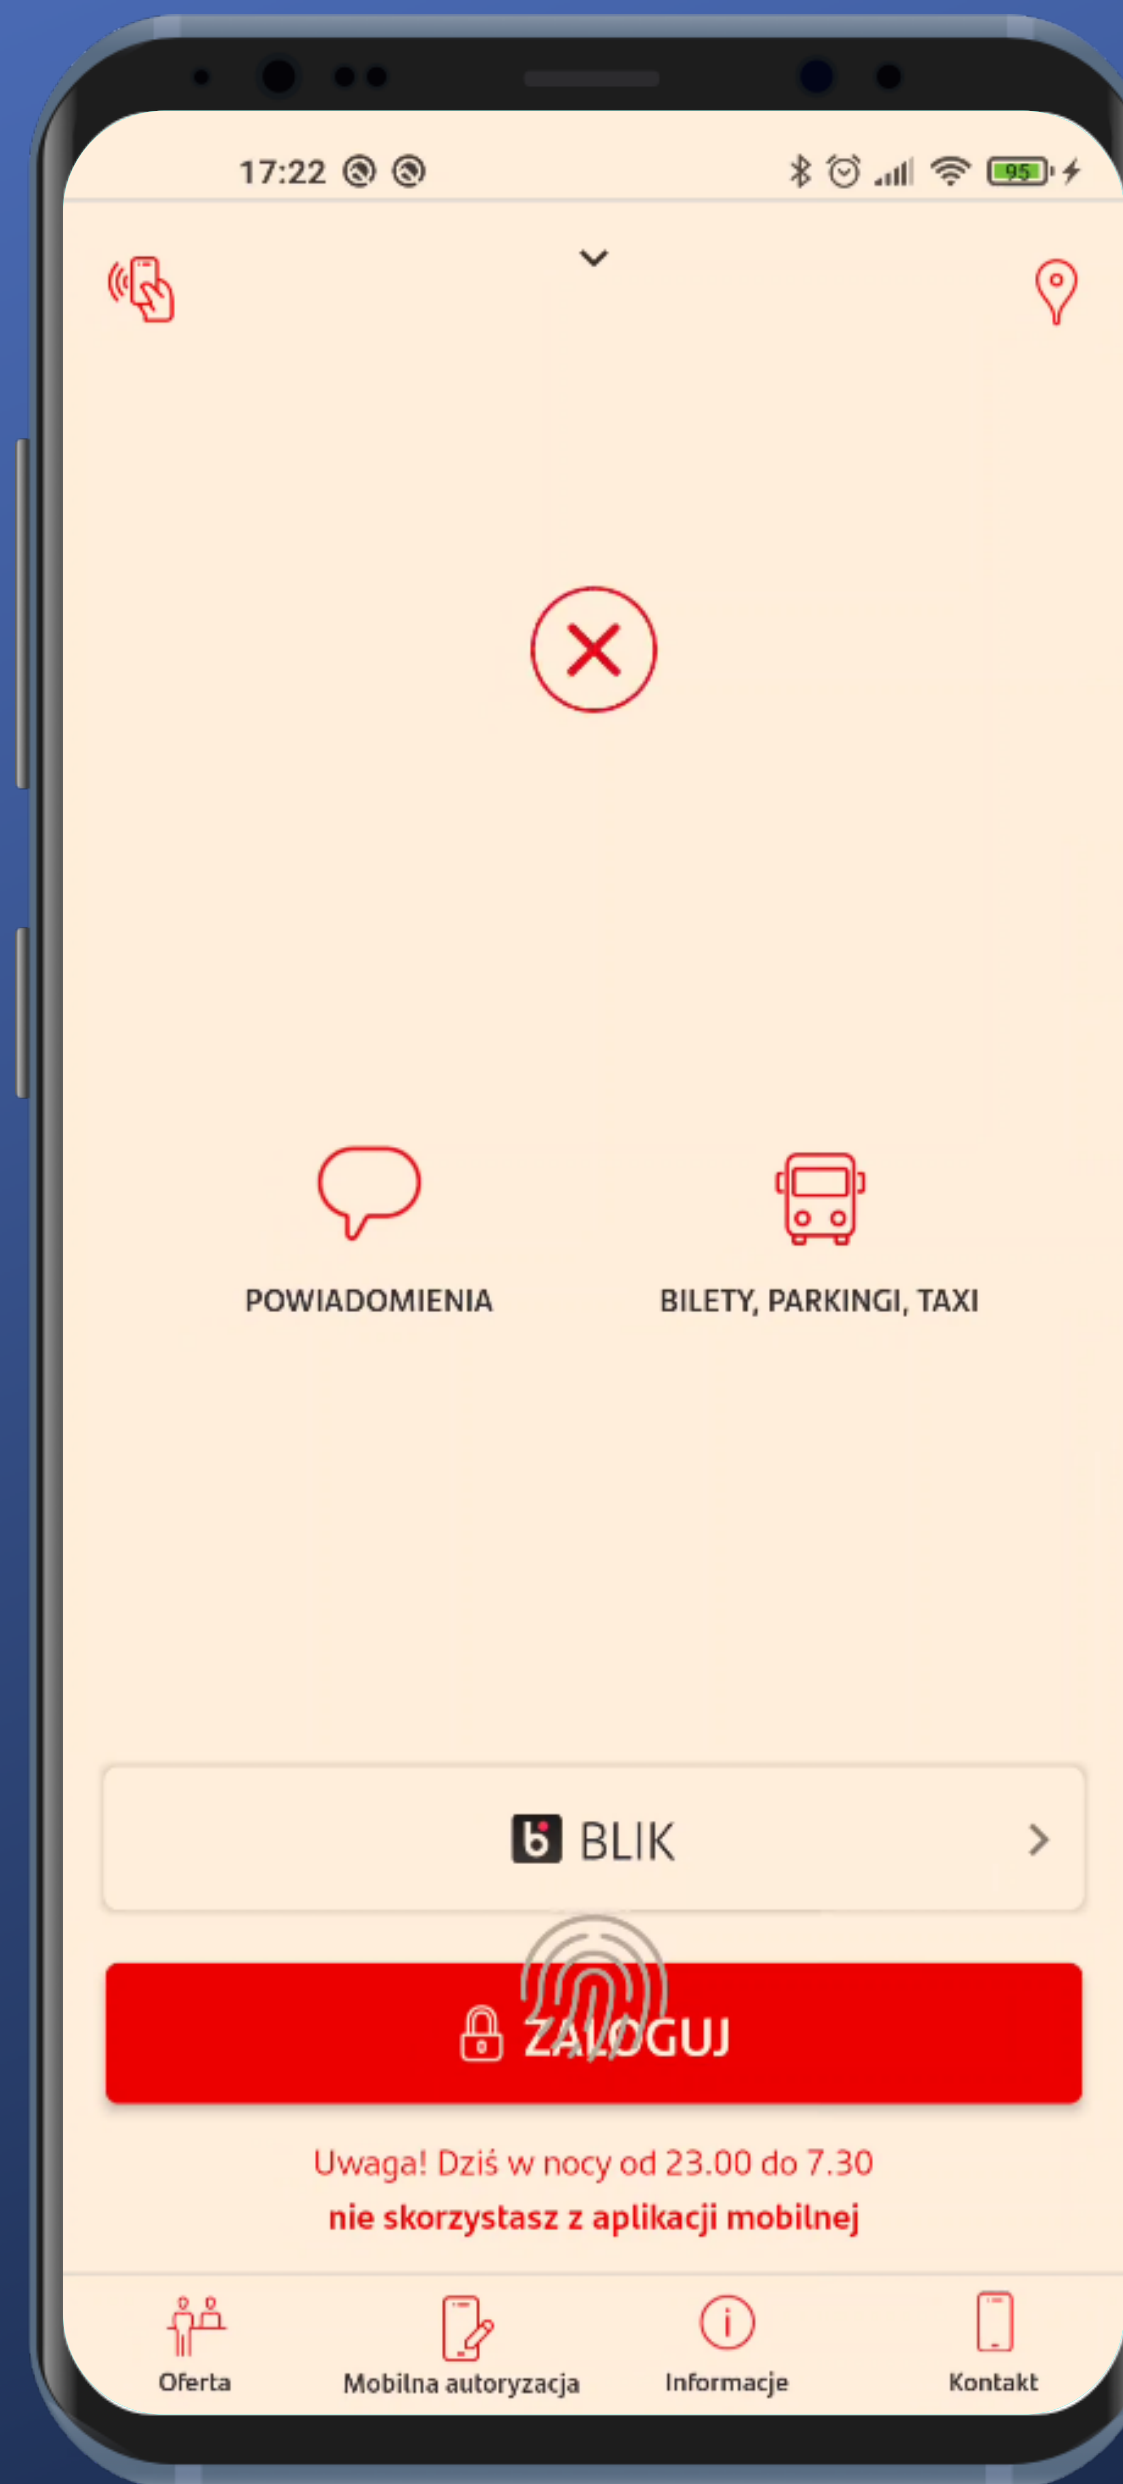 17:22
95
POWIADOMIENIA
BILETY, PARKINGI, TAXI
BLIK
ZALOGUJ
Uwaga! Dziś w nocy od 23.00 do 7.30
nie skorzystasz z aplikacji mobilnej
Oferta
Mobilna autoryzacja
Informacje
Kontakt